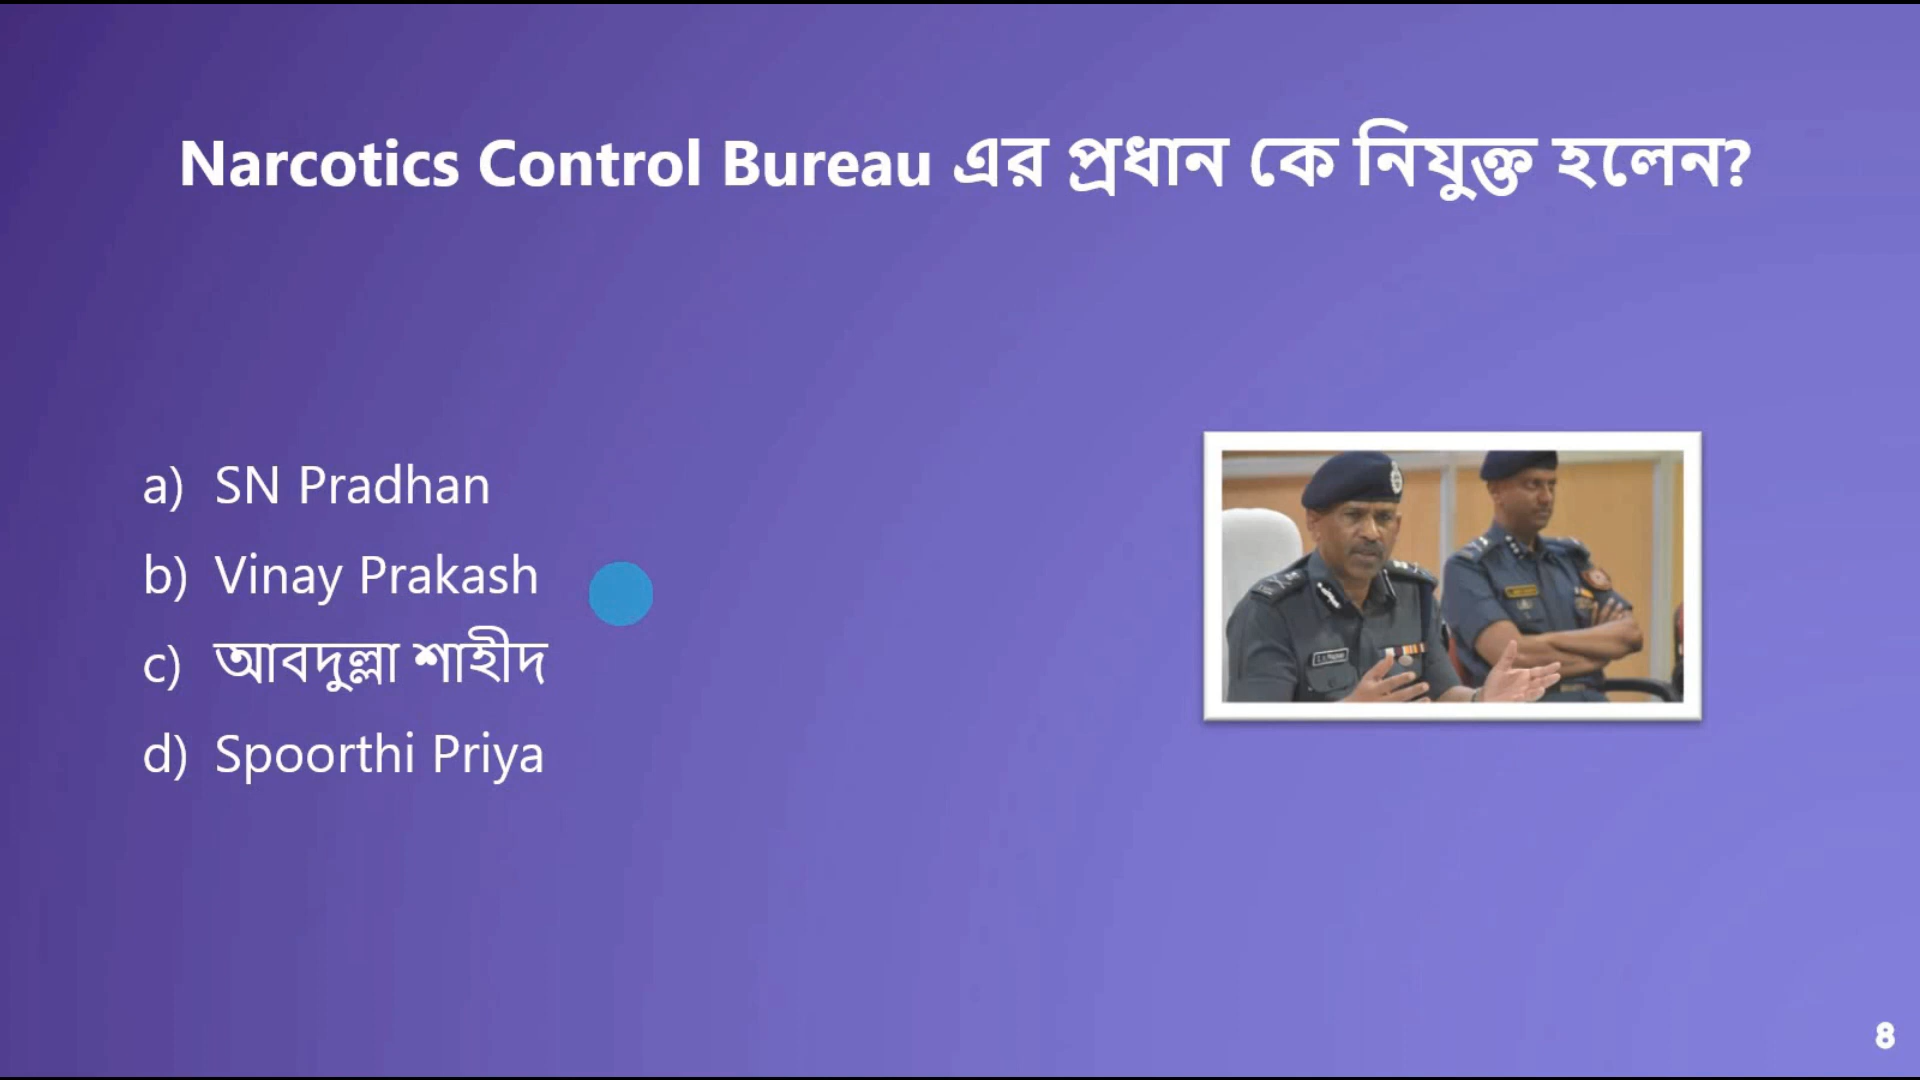 Narcotics Control Bureau এর প্রধান কে নিযুক্ত হলেন?
a) SN Pradhan
b) Vinay Prakash
c) আবদুল্লা শাহীদ
d) Spoorthi Priya
8